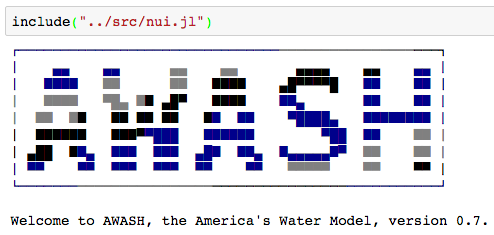 include("../src/nui.jl")
AWASH
Welcome to AWASH, the America's Water Model, version 0.7.